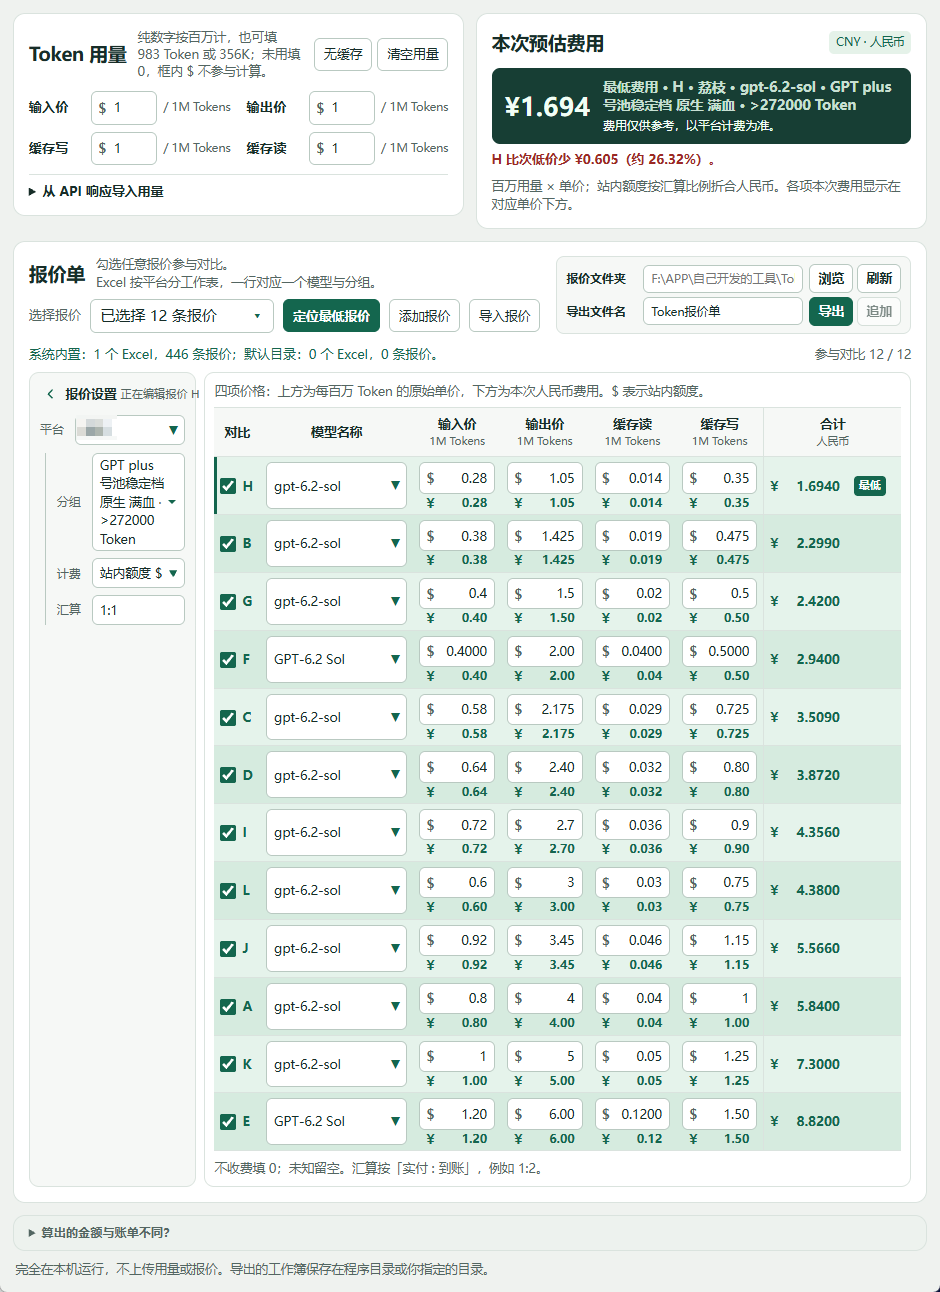 Token 用量
纯数字按百万计，也可填
983 Token 或 356K；未用填
0，框内 $ 不参与计算。
无缓存
清空用量
输入价 $ 1 / 1M Tokens 输出价 $ 1 / 1M Tokens
缓存写 $ 1 / 1M Tokens 缓存读 $ 1 / 1M Tokens
▶ 从 API 响应导入用量
本次预估费用
CNY · 人民币
¥1.694
最低费用 • H • 荔枝 • gpt-6.2-sol • GPT plus
号池稳定档 原生 满血 • >272000 Token
费用仅供参考，以平台计费为准。
H 比次低价少 ¥0.605（约 26.32%）。
百万用量 × 单价；站内额度按汇算比例折合人民币。各项本次费用显示在
对应单价下方。
报价单
勾选任意报价参与对比。
Excel 按平台分工作表，一行对应一个模型与分组。
选择报价 已选择 12 条报价 定位最低报价 添加报价 导入报价
报价文件夹 F:\APP\自己开发的工具\To 浏览 刷新
导出文件名 Token报价单 导出 追加
系统内置：1 个 Excel，446 条报价；默认目录：0 个 Excel，0 条报价。
参与对比 12 / 12
报价设置 正在编辑报价 H
平台
分组
GPT plus
号池稳定档
原生 满血 ·
>272000
Token
计费 站内额度 $
汇算 1:1
四项价格：上方为每百万 Token 的原始单价，下方为本次人民币费用。$ 表示站内额度。
对比 模型名称 输入价 输出价 缓存读 缓存写 合计
1M Tokens 1M Tokens 1M Tokens 1M Tokens 人民币
H gpt-6.2-sol $ 0.28 $ 1.05 $ 0.014 $ 0.35 ¥ 1.6940 最低
¥ 0.28 ¥ 1.05 ¥ 0.014 ¥ 0.35
B gpt-6.2-sol $ 0.38 $ 1.425 $ 0.019 $ 0.475 ¥ 2.2990
¥ 0.38 ¥ 1.425 ¥ 0.019 ¥ 0.475
G gpt-6.2-sol $ 0.4 $ 1.5 $ 0.02 $ 0.5 ¥ 2.4200
¥ 0.40 ¥ 1.50 ¥ 0.02 ¥ 0.50
F GPT-6.2 Sol $ 0.4000 $ 2.00 $ 0.0400 $ 0.5000 ¥ 2.9400
¥ 0.40 ¥ 2.00 ¥ 0.04 ¥ 0.50
C gpt-6.2-sol $ 0.58 $ 2.175 $ 0.029 $ 0.725 ¥ 3.5090
¥ 0.58 ¥ 2.175 ¥ 0.029 ¥ 0.725
D gpt-6.2-sol $ 0.64 $ 2.40 $ 0.032 $ 0.80 ¥ 3.8720
¥ 0.64 ¥ 2.40 ¥ 0.032 ¥ 0.80
I gpt-6.2-sol $ 0.72 $ 2.7 $ 0.036 $ 0.9 ¥ 4.3560
¥ 0.72 ¥ 2.70 ¥ 0.036 ¥ 0.90
L gpt-6.2-sol $ 0.6 $ 3 $ 0.03 $ 0.75 ¥ 4.3800
¥ 0.60 ¥ 3.00 ¥ 0.03 ¥ 0.75
J gpt-6.2-sol $ 0.92 $ 3.45 $ 0.046 $ 1.15 ¥ 5.5660
¥ 0.92 ¥ 3.45 ¥ 0.046 ¥ 1.15
A gpt-6.2-sol $ 0.8 $ 4 $ 0.04 $ 1 ¥ 5.8400
¥ 0.80 ¥ 4.00 ¥ 0.04 ¥ 1.00
K gpt-6.2-sol $ 1 $ 5 $ 0.05 $ 1.25 ¥ 7.3000
¥ 1.00 ¥ 5.00 ¥ 0.05 ¥ 1.25
E GPT-6.2 Sol $ 1.20 $ 6.00 $ 0.1200 $ 1.50 ¥ 8.8200
¥ 1.20 ¥ 6.00 ¥ 0.12 ¥ 1.50
不收费填 0；未知留空。汇算按「实付 : 到账」，例如 1:2。
▶ 算出的金额与账单不同?
完全在本机运行，不上传用量或报价。导出的工作簿保存在程序目录或你指定的目录。